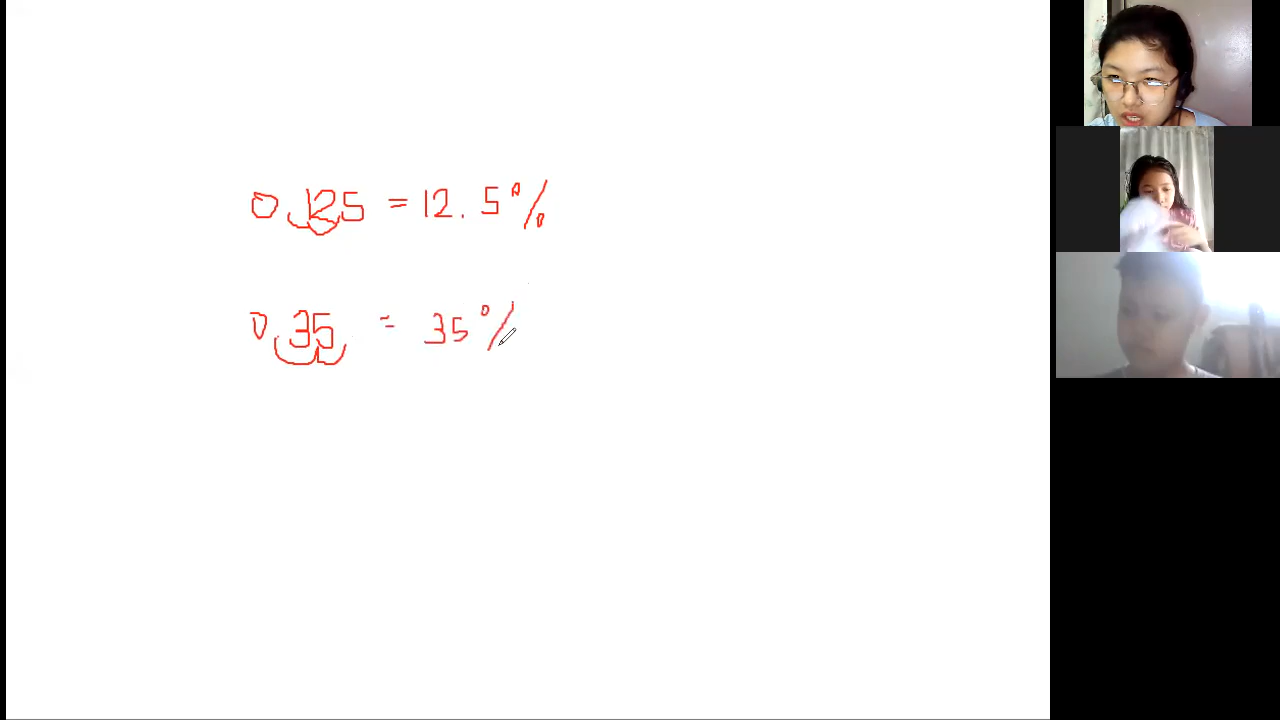 0.125 = 12.5%
0.35 = 35%